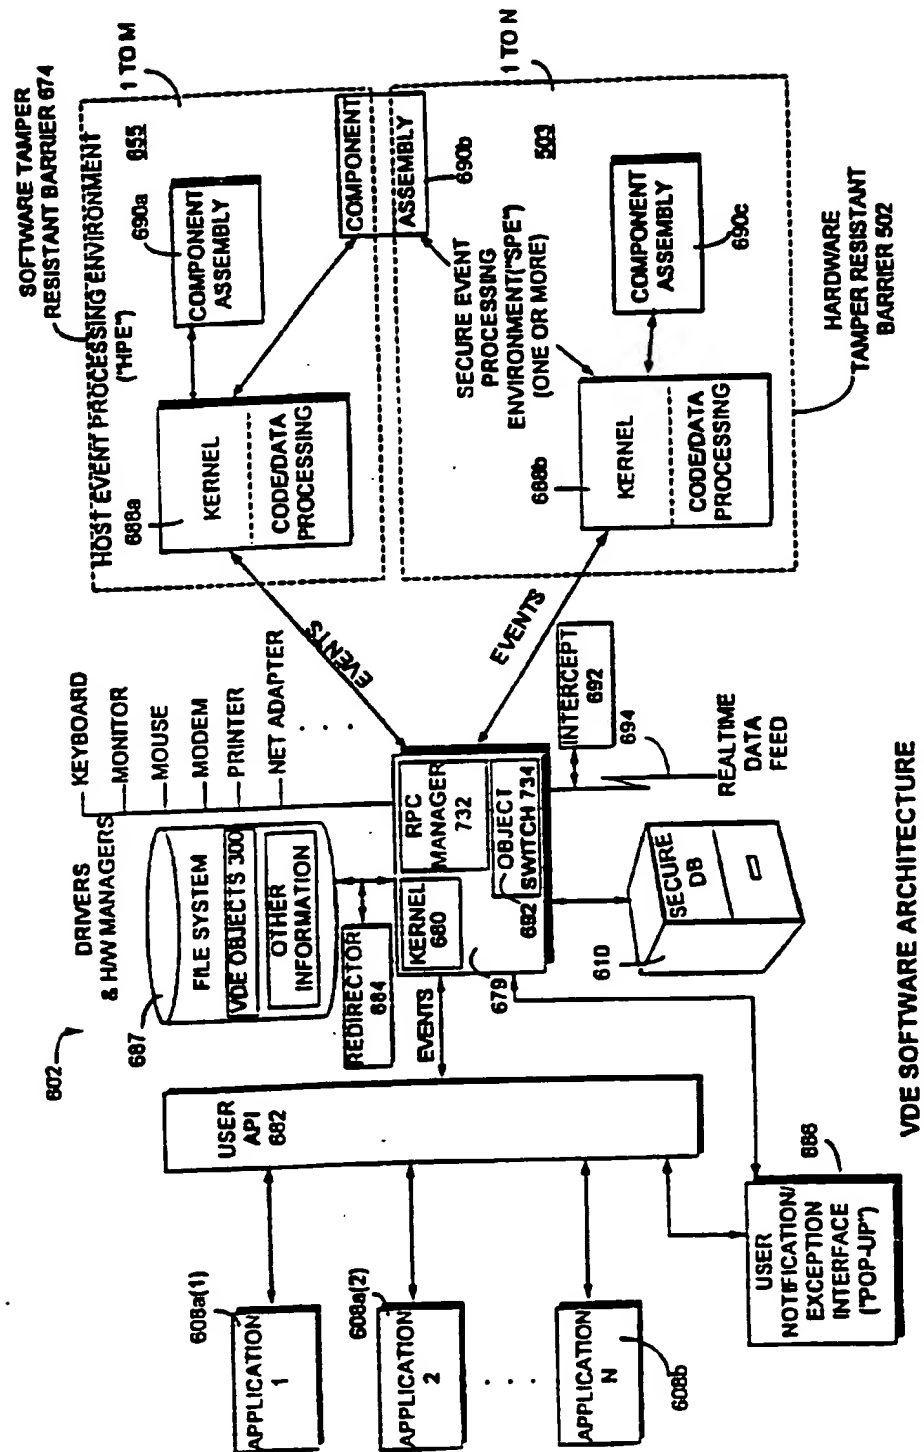 602
DRIVERS
& H/W MANAGERS
KEYBOARD
MONITOR
MOUSE
MODEM
PRINTER
NET ADAPTER
. . .
687
FILE SYSTEM
VDE OBJECTS 300
OTHER
INFORMATION
REDIRECTOR
684
EVENTS
USER
API
682
608a(1)
APPLICATION
1
608a(2)
APPLICATION
2
. . . .
APPLICATION
N
608b
USER
NOTIFICATION/
EXCEPTION
INTERFACE
("POP-UP")
686
KERNEL
680
RPC
MANAGER
732
692
OBJECT
SWITCH 734
679
SECURE
DB
610
INTERCEPT
692
694
REALTIME
DATA
FEED
EVENTS
EVENTS
SOFTWARE TAMPER
RESISTANT BARRIER 674
HOST EVENT PROCESSING ENVIRONMENT
("HPE")
655
1 TO M
688a
KERNEL
CODE/DATA
PROCESSING
690a
COMPONENT
ASSEMBLY
COMPONENT
ASSEMBLY
690b
SECURE EVENT
PROCESSING
ENVIRONMENT("SPE")
(ONE OR MORE)
503
1 TO N
688b
KERNEL
CODE/DATA
PROCESSING
COMPONENT
ASSEMBLY
690c
HARDWARE
TAMPER RESISTANT
BARRIER 502
VDE SOFTWARE ARCHITECTURE